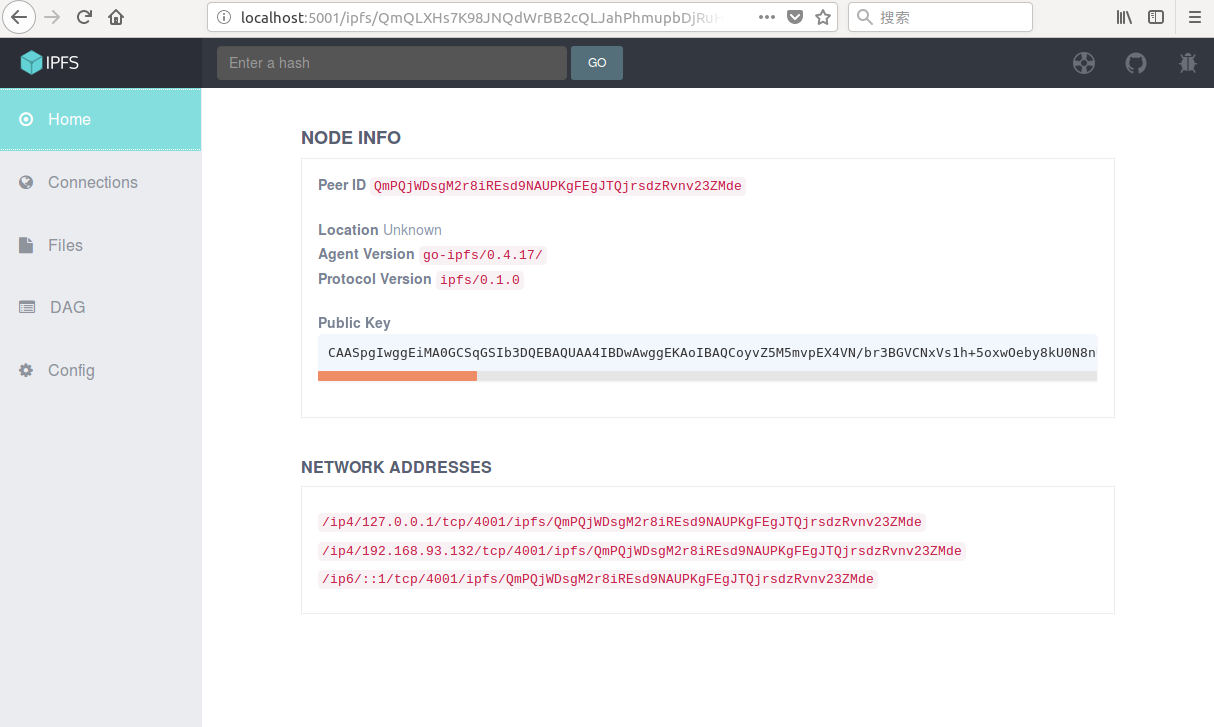 localhost:5001/ipfs/QmQLXHs7K98JNQdWrBB2cQLJahPhmupbDjRuH
搜索
IPFS
Enter a hash
GO
Home
Connections
Files
DAG
Config
NODE INFO
Peer ID QmPQjWDsgM2r8iREsd9NAUPKgFEgJTQjrsdzRvnv23ZMde
Location Unknown
Agent Version go-ipfs/0.4.17/
Protocol Version ipfs/0.1.0
Public Key
CAASpgIwggEiMA0GCSqGSIb3DQEBAQUAA4IBDwAwggEKAoIBAQCoyvZ5M5mvpEX4VN/br3BGVCNxVs1h+5oxwOeby8kU0N8n
NETWORK ADDRESSES
/ip4/127.0.0.1/tcp/4001/ipfs/QmPQjWDsgM2r8iREsd9NAUPKgFEgJTQjrsdzRvnv23ZMde
/ip4/192.168.93.132/tcp/4001/ipfs/QmPQjWDsgM2r8iREsd9NAUPKgFEgJTQjrsdzRvnv23ZMde
/ip6/::1/tcp/4001/ipfs/QmPQjWDsgM2r8iREsd9NAUPKgFEgJTQjrsdzRvnv23ZMde